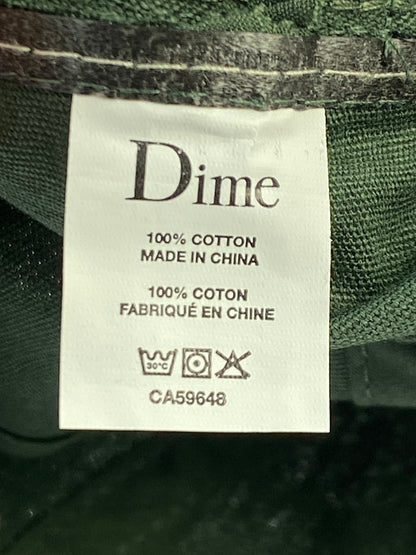 Dime
100% COTTON
MADE IN CHINA
100% COTON
FABRIQUÉ EN CHINE
30°C
CA59648